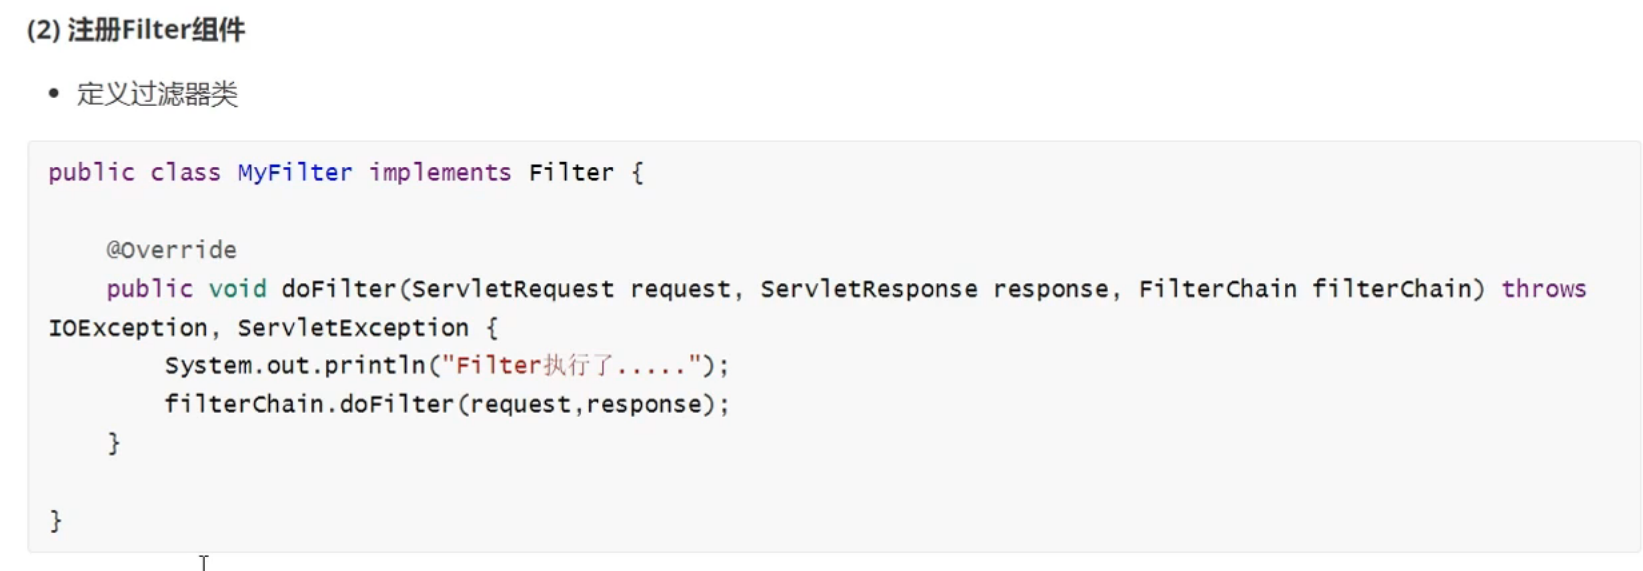 (2) 注册Filter组件
• 定义过滤器类
public class MyFilter implements Filter {
@Override
public void doFilter(ServletRequest request, ServletResponse response, FilterChain filterChain) throws
IOException, ServletException {
System.out.println("Filter执行了.....");
filterChain.doFilter(request,response);
}
}